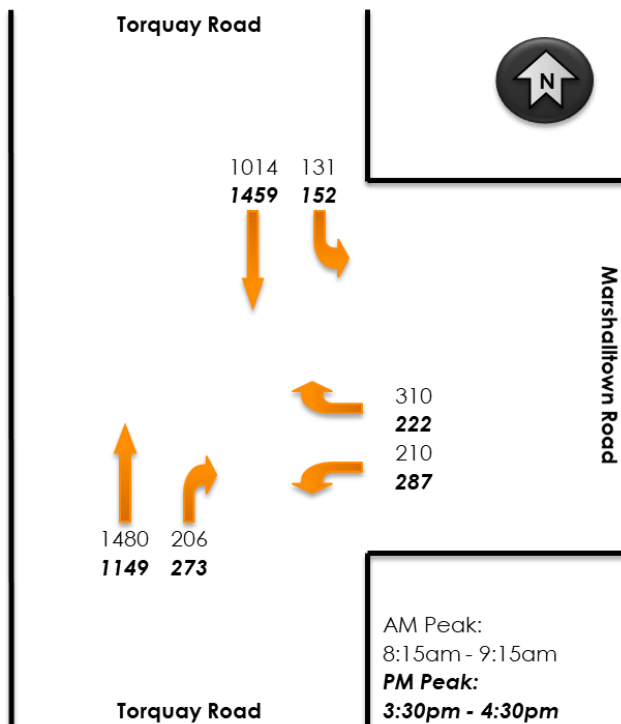 Torquay Road
N
1014 131
1459 152
Marshalltown Road
310
222
210
287
1480 206
1149 273
AM Peak:
8:15am - 9:15am
PM Peak:
3:30pm - 4:30pm
Torquay Road